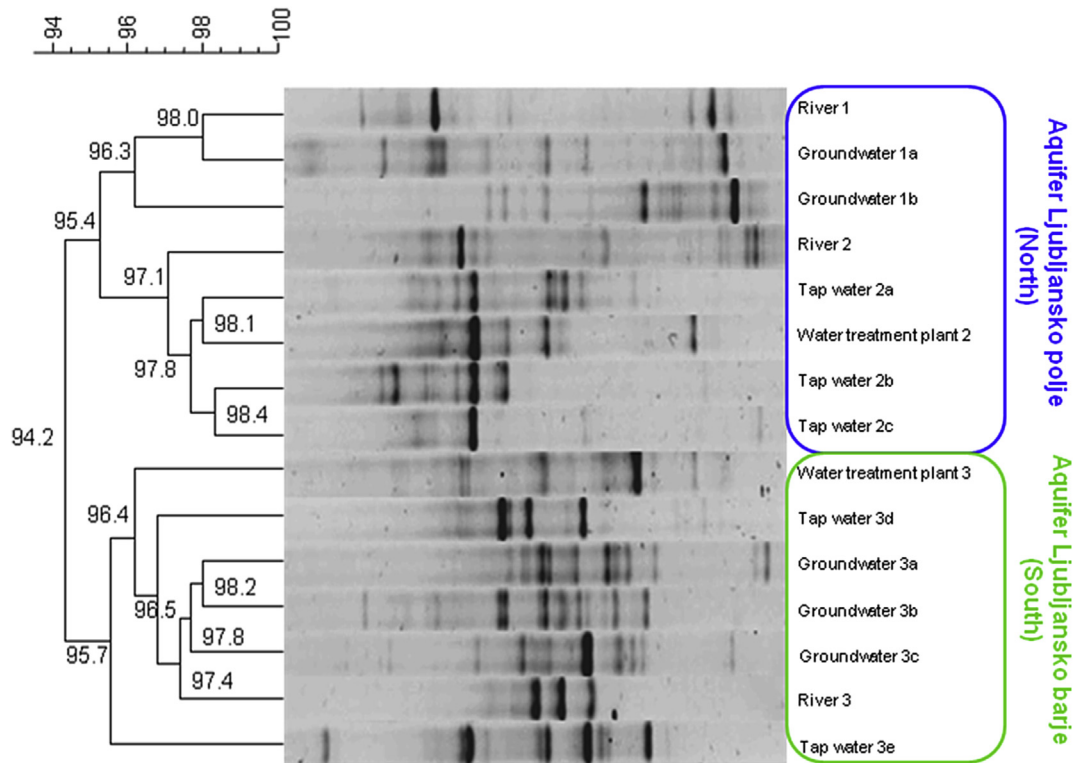 94 96 98 100
98.0
96.3
95.4
97.1
98.1
97.8
98.4
94.2
96.4
98.2
96.5
97.8
95.7
97.4
River 1
Groundwater 1a
Groundwater 1b
River 2
Tap water 2a
Water treatment plant 2
Tap water 2b
Tap water 2c
Water treatment plant 3
Tap water 3d
Groundwater 3a
Groundwater 3b
Groundwater 3c
River 3
Tap water 3e
Aquifer Ljubljansko polje
(North)
Aquifer Ljubljansko barje
(South)